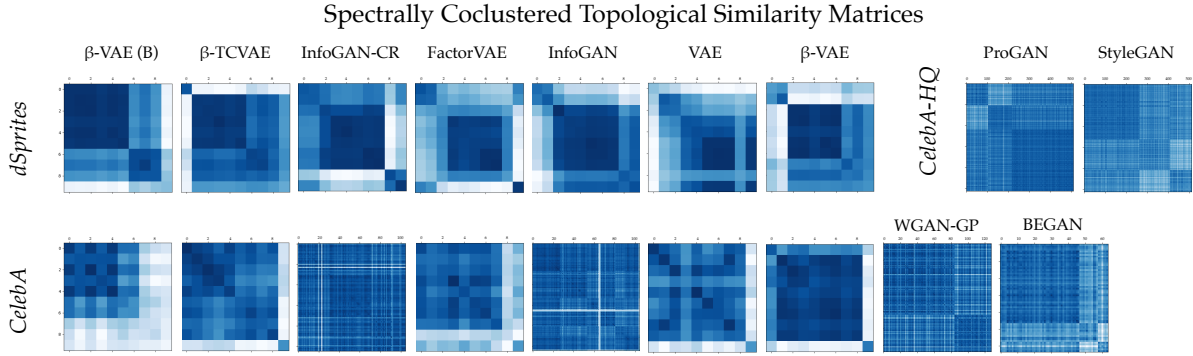 Spectrally Coclustered Topological Similarity Matrices
β-VAE (B) β-TCVAE InfoGAN-CR FactorVAE InfoGAN VAE β-VAE ProGAN StyleGAN
dSprites
CelebA-HQ
WGAN-GP BEGAN
CelebA